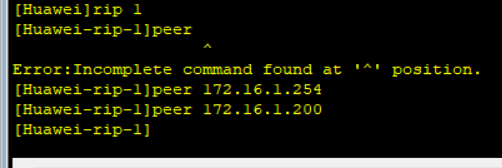 [Huawei]rip 1
[Huawei-rip-1]peer
^
Error:Incomplete command found at '^' position.
[Huawei-rip-1]peer 172.16.1.254
[Huawei-rip-1]peer 172.16.1.200
[Huawei-rip-1]